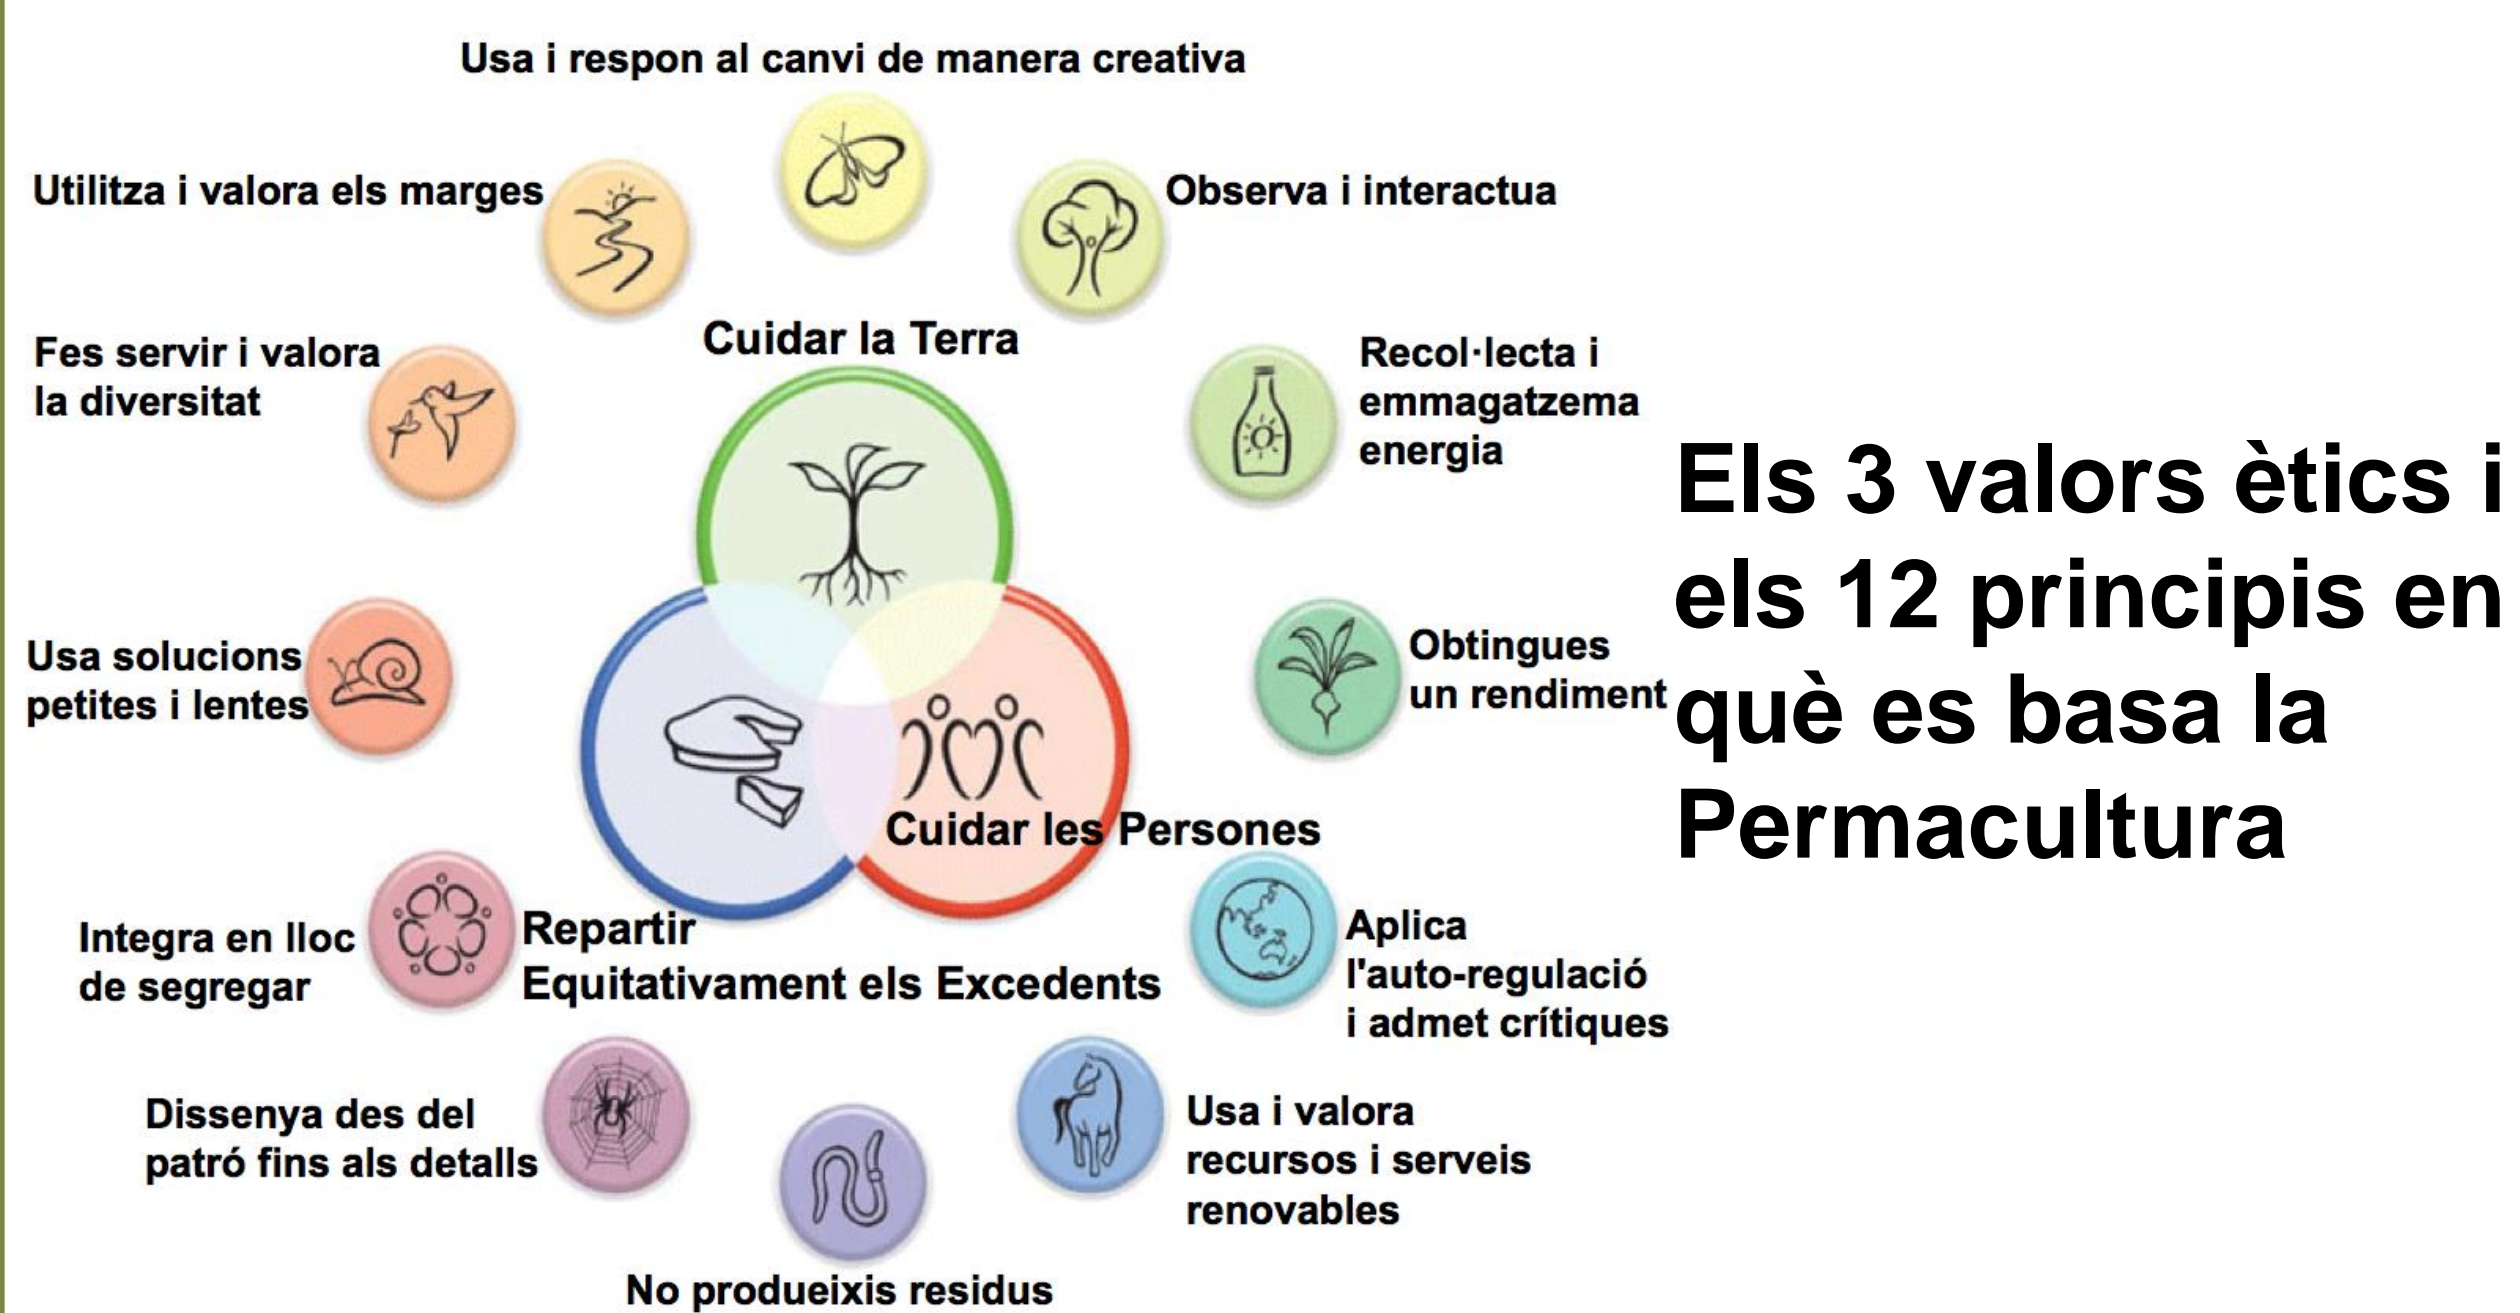 Usa i respon al canvi de manera creativa
Utilitza i valora els marges
Observa i interactua
Cuidar la Terra
Fes servir i valora
la diversitat
Recol·lecta i
emmagatzema
energia
Els 3 valors ètics i
els 12 principis en
què es basa la
Permacultura
Usa solucions
petites i lentes
Obtingues
un rendiment
Cuidar les Persones
Integra en lloc
de segregar
Repartir
Equitativament els Excedents
Aplica
l'auto-regulació
i admet crítiques
Dissenya des del
patró fins als detalls
Usa i valora
recursos i serveis
renovables
No produeixis residus